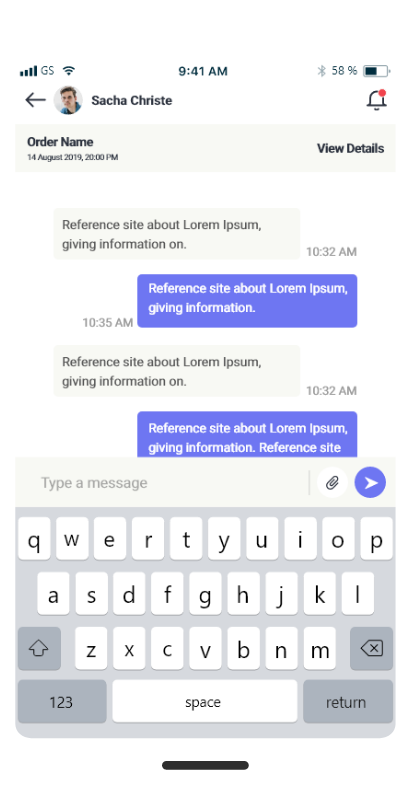 GS 9:41 AM 58 %
Sacha Christe
Order Name
14 August 2019, 20:00 PM
View Details
Reference site about Lorem Ipsum,
giving information on.
10:32 AM
Reference site about Lorem Ipsum,
giving information.
10:35 AM
Reference site about Lorem Ipsum,
giving information on.
10:32 AM
Reference site about Lorem Ipsum,
giving information. Reference site
Type a message
q w e r t y u i o p
a s d f g h j k l
z x c v b n m
123 space return